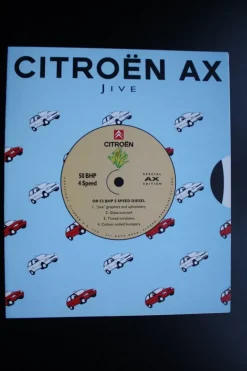 CITROËN AX
JIVE
CITROËN
50 BHP
4 Speed
SPECIAL
AX
EDITION
OR 53 BHP 5 SPEED DIESEL
1. "Jive" graphics and upholstery.
2. Glass sunroof.
3. Tinted windows.
4. Colour coded bumpers.